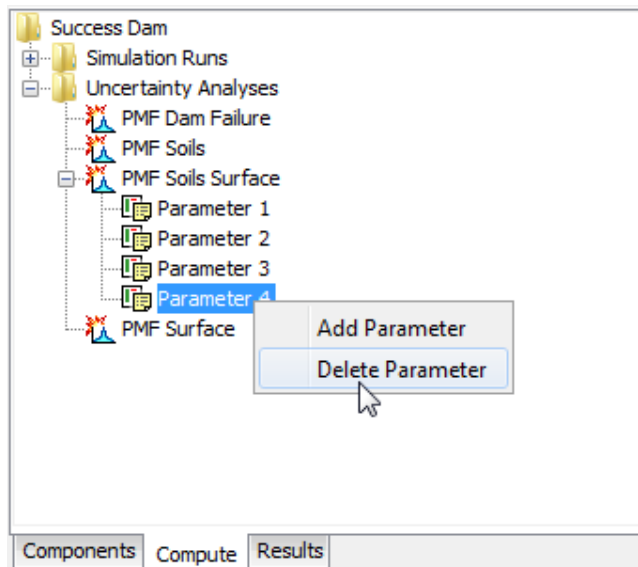 Success Dam
Simulation Runs
Uncertainty Analyses
PMF Dam Failure
PMF Soils
PMF Soils Surface
Parameter 1
Parameter 2
Parameter 3
Parameter 4
PMF Surface
Add Parameter
Delete Parameter
Components Compute Results